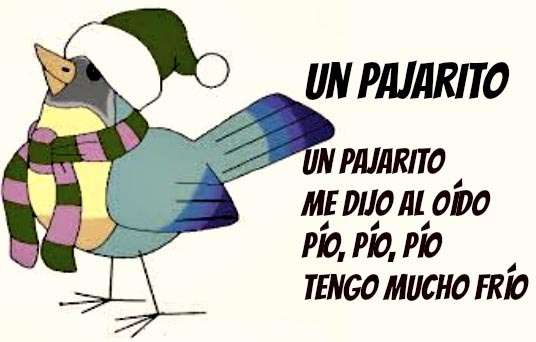 UN PAJARITO
UN PAJARITO
ME DIJO AL OÍDO
PÍO, PÍO, PÍO
TENGO MUCHO FRÍO